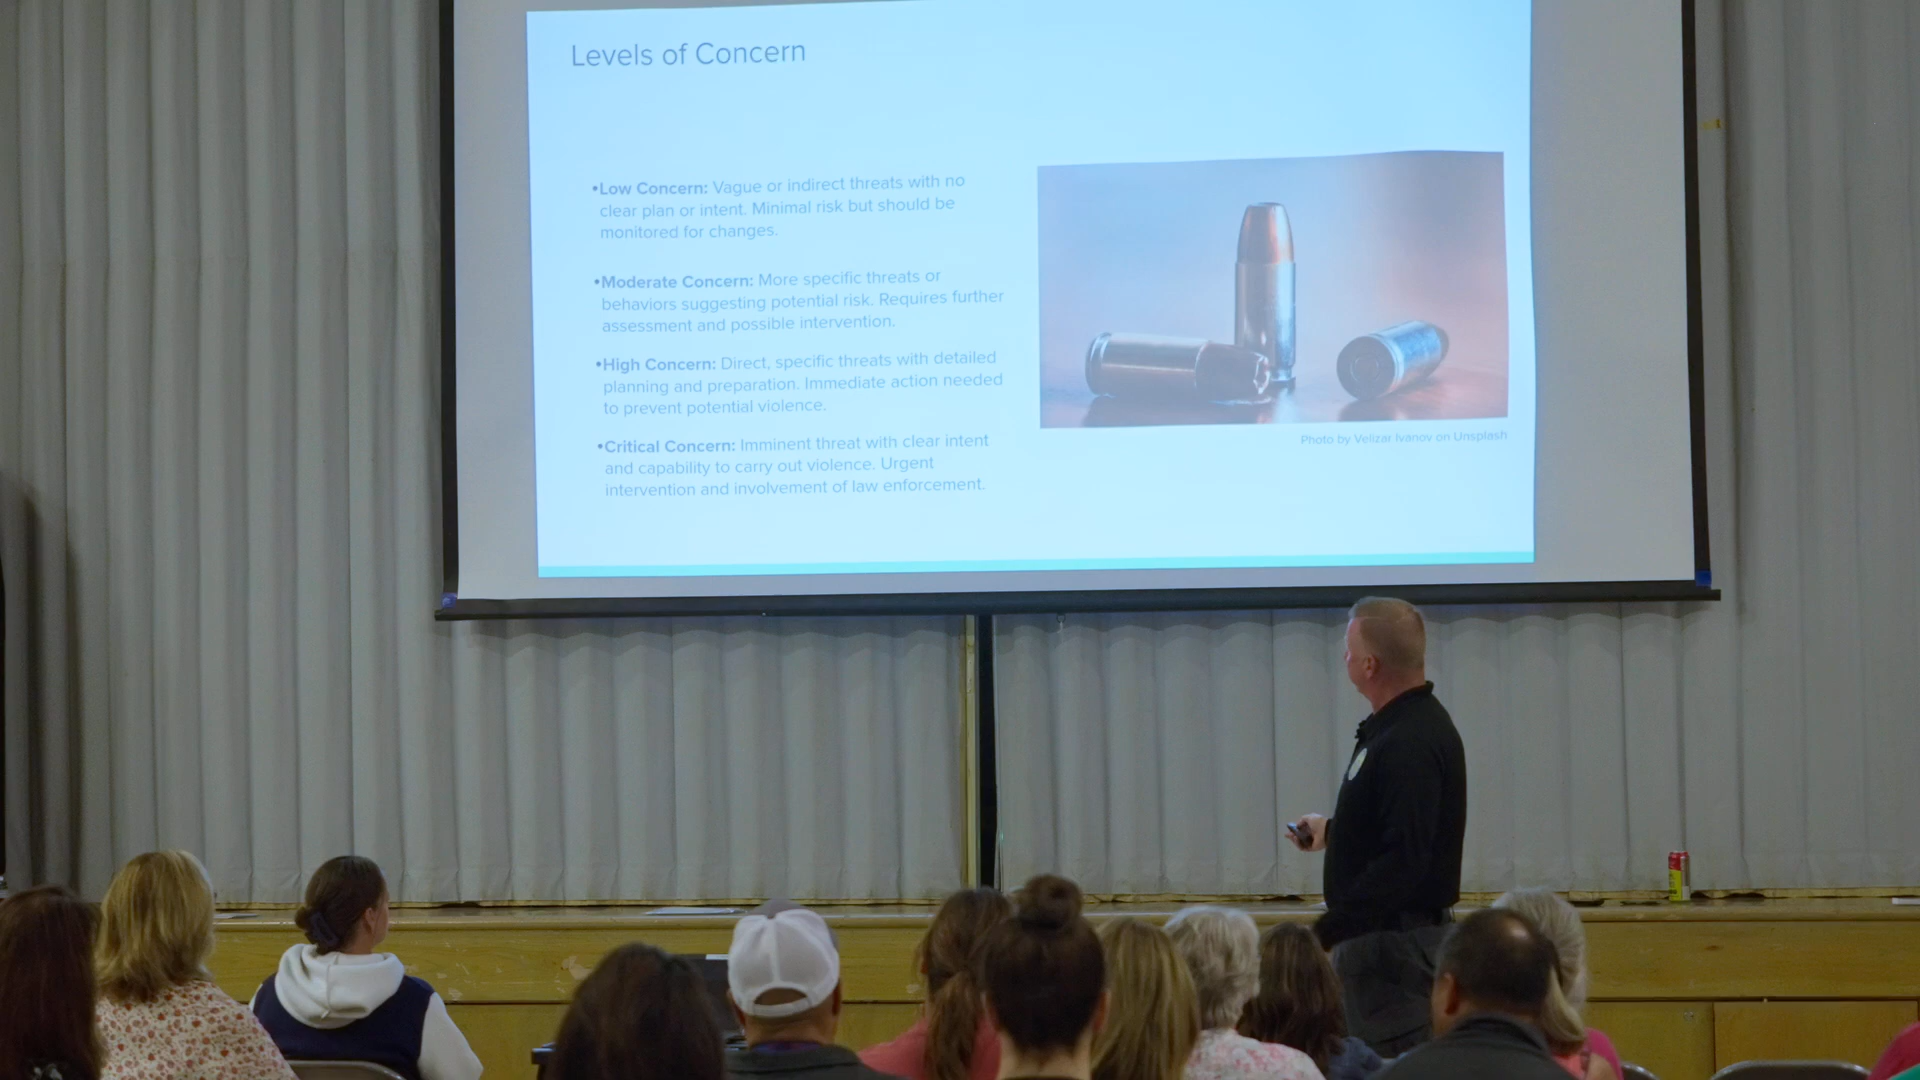 Levels of Concern
•Low Concern: Vague or indirect threats with no
clear plan or intent. Minimal risk but should be
monitored for changes.
•Moderate Concern: More specific threats or
behaviors suggesting potential risk. Requires further
assessment and possible intervention.
•High Concern: Direct, specific threats with detailed
planning and preparation. Immediate action needed
to prevent potential violence.
•Critical Concern: Imminent threat with clear intent
and capability to carry out violence. Urgent
intervention and involvement of law enforcement.
Photo by Velizar Ivanov on Unsplash